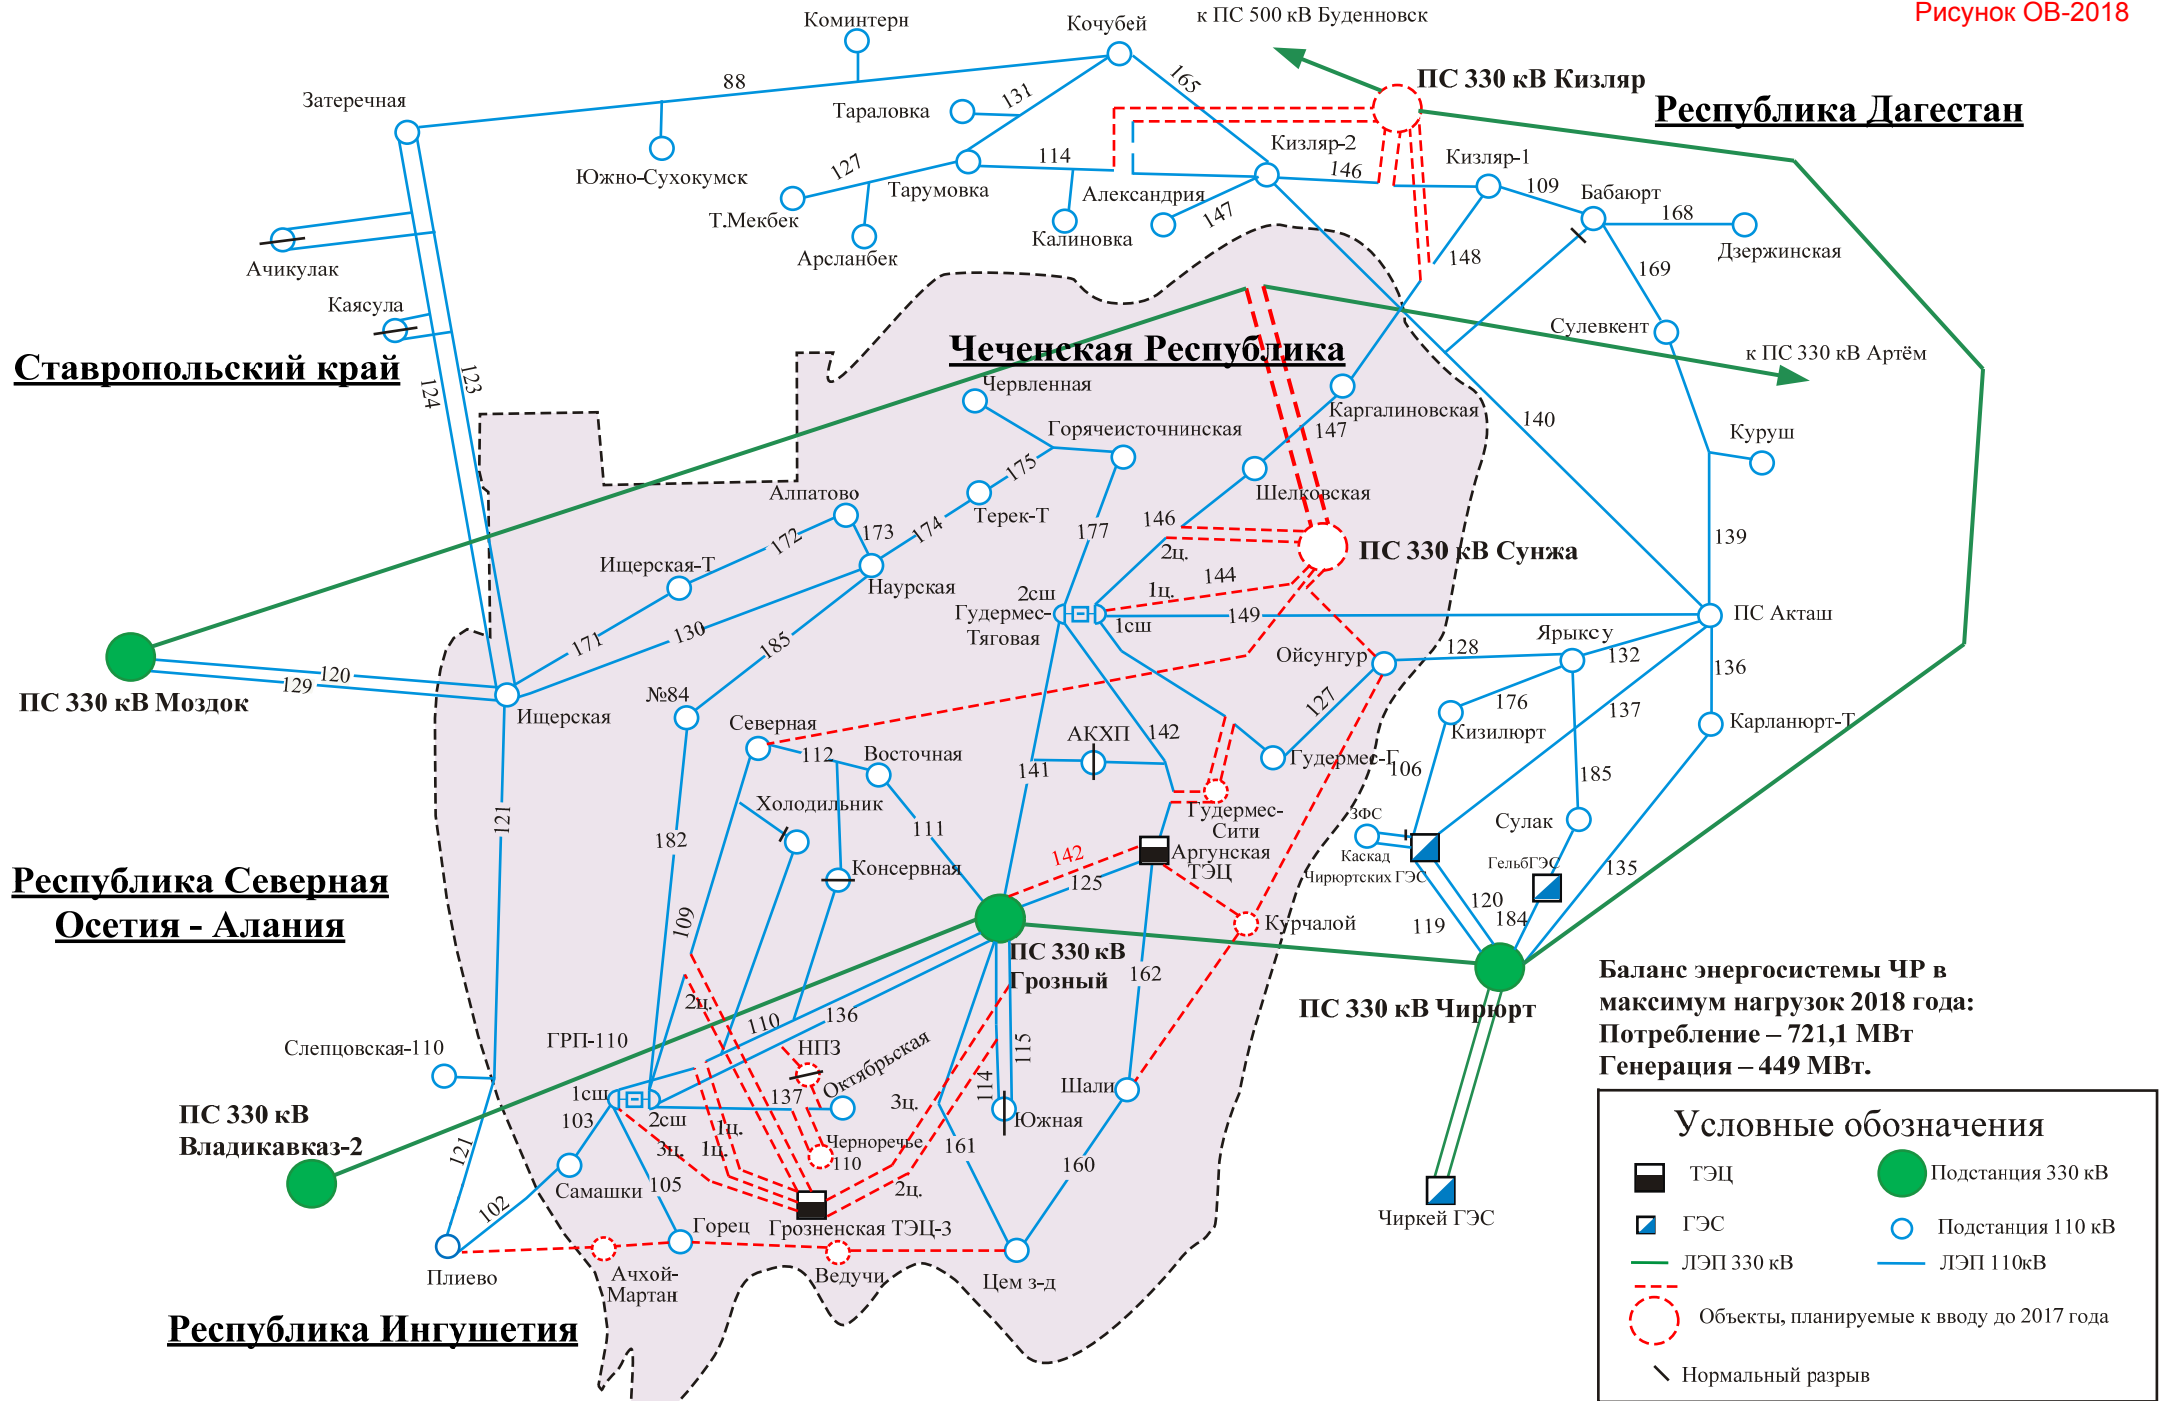 Рисунок ОВ-2018
к ПС 500 кВ Буденновск
Коминтерн
Кочубей
ПС 330 кВ Кизляр
Республика Дагестан
Затеречная
88
131
165
Тараловка
Кизляр-2
Кизляр-1
Южно-Сухокумск
127
114
146
109
Бабаюрт
Тарумовка
Александрия
Т.Мекбек
147
168
Калиновка
Арсланбек
Дзержинская
Ачикулак
148
169
Каясула
Сулевкент
Чеченская Республика
к ПС 330 кВ Артём
Ставропольский край
124
123
Червленная
Каргалиновская
147
140
Горячеисточнинская
Куруш
175
Шелковская
Алпатово
Терек-Т
172
173
174
177
146
2ц.
139
ПС 330 кВ Сунжа
Ищерская-Т
Наурская
144
1ц.
2сш
Гудермес-
Тяговая
1сш
149
ПС Акташ
171
130
185
Ярыксу
Ойсунгур
128
132
120
129
136
ПС 330 кВ Моздок
Ищерская
№84
Северная
127
176
137
Карланюрт-Т
Кизилюрт
АКХП
142
112
Восточная
Гудермес-Г
106
141
185
Холодильник
121
182
111
Гудермес-
Сити
ЗФС
Сулак
Аргунская
ТЭЦ
Каскад
Чирюртских ГЭС
ГельбГЭС
Консервная
142
125
135
Республика Северная
Осетия - Алания
109
120
184
119
Курчалой
ПС 330 кВ
Грозный
162
2ц.
110
136
ПС 330 кВ Чирюрт
Баланс энергосистемы ЧР в
максимум нагрузок 2018 года:
Потребление – 721,1 МВт
Генерация – 449 МВт.
Слепцовская-110
ГРП-110
НПЗ
Октябрьская
115
114
Шали
1сш
103
2сш
137
3ц.
Южная
ПС 330 кВ
Владикавказ-2
1ц.
3ц.
1ц.
Черноречье
110
161
121
160
Самашки
105
2ц.
102
Горец
Грозненская ТЭЦ-3
Чиркей ГЭС
Плиево
Ачхой-
Мартан
Ведучи
Цем з-д
Республика Ингушетия
Условные обозначения
ТЭЦ
Подстанция 330 кВ
ГЭС
Подстанция 110 кВ
ЛЭП 330 кВ
ЛЭП 110кВ
Объекты, планируемые к вводу до 2017 года
Нормальный разрыв